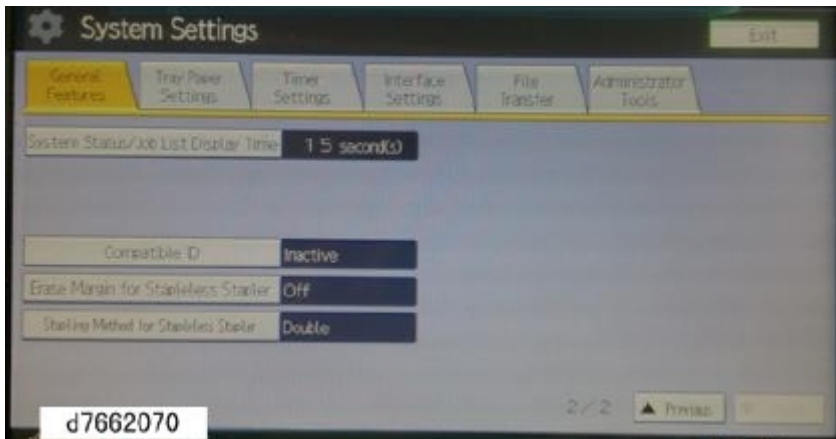 System Settings
Exit
General Features
Tray Paper Settings
Timer Settings
Interface Settings
File Transfer
Administrator Tools
System Status/Job List Display Time
15 second(s)
Compatible ID
Inactive
Erase Margin for Stapleless Stapler
Off
Stapling Method for Stapleless Stapler
Double
2/2
▲ Previous
d7662070